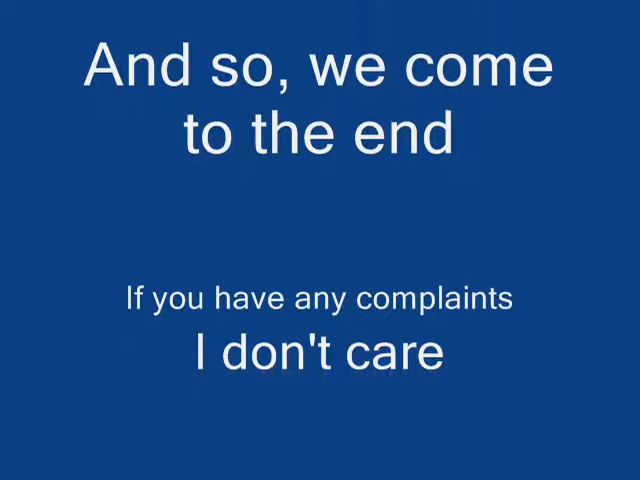 And so, we come
to the end
If you have any complaints
I don't care